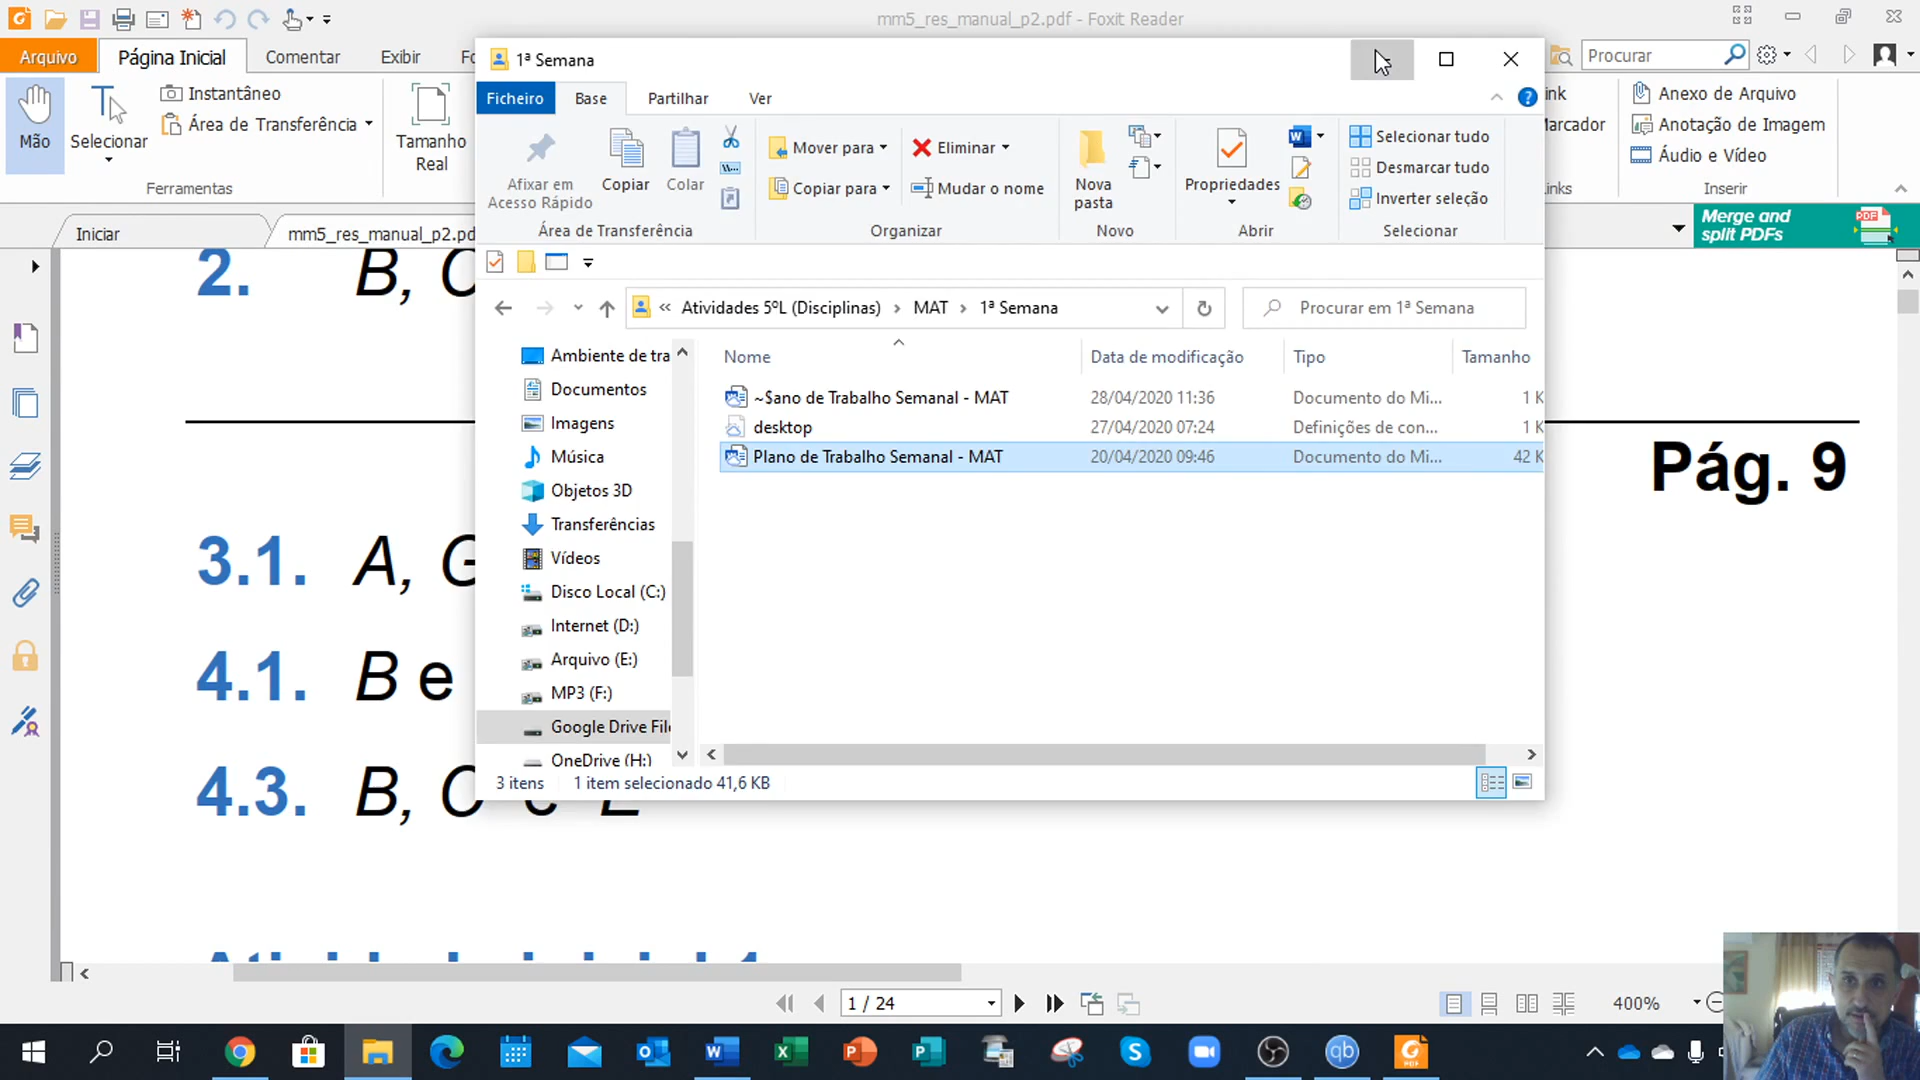 mm5_res_manual_p2.pdf - Foxit Reader
Arquivo
Página Inicial
Comentar
Exibir
Procurar
1ª Semana
Ficheiro
Base
Partilhar
Ver
Mão
Selecionar
Instantâneo
Área de Transferência
Tamanho
Real
Ferramentas
Afixar em
Acesso Rápido
Copiar
Colar
Área de Transferência
Mover para
Copiar para
Eliminar
Mudar o nome
Organizar
Nova
pasta
Novo
Propriedades
Abrir
Selecionar tudo
Desmarcar tudo
Inverter seleção
Selecionar
Anexo de Arquivo
Anotação de Imagem
Áudio e Vídeo
Inserir
Iniciar
mm5_res_manual_p2.pd
Merge and
split PDFs
PDF
« Atividades 5ºL (Disciplinas) > MAT > 1ª Semana
Procurar em 1ª Semana
Ambiente de tra
Documentos
Imagens
Música
Objetos 3D
Transferências
Vídeos
Disco Local (C:)
Internet (D:)
Arquivo (E:)
MP3 (F:)
Google Drive File
OneDrive (H:)
Nome Data de modificação Tipo Tamanho
~$ano de Trabalho Semanal - MAT 28/04/2020 11:36 Documento do Mi... 1 K
desktop 27/04/2020 07:24 Definições de con... 1 K
Plano de Trabalho Semanal - MAT 20/04/2020 09:46 Documento do Mi... 42 K
3 itens 1 item selecionado 41,6 KB
2. B,
Pág. 9
3.1. A, G
4.1. B e
4.3. B,
1 / 24
400%